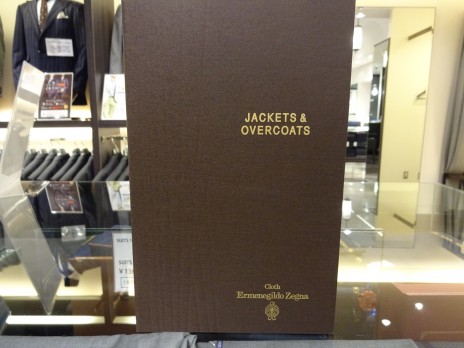 JACKETS &
OVERCOATS
Cloth
Ermenegildo Zegna